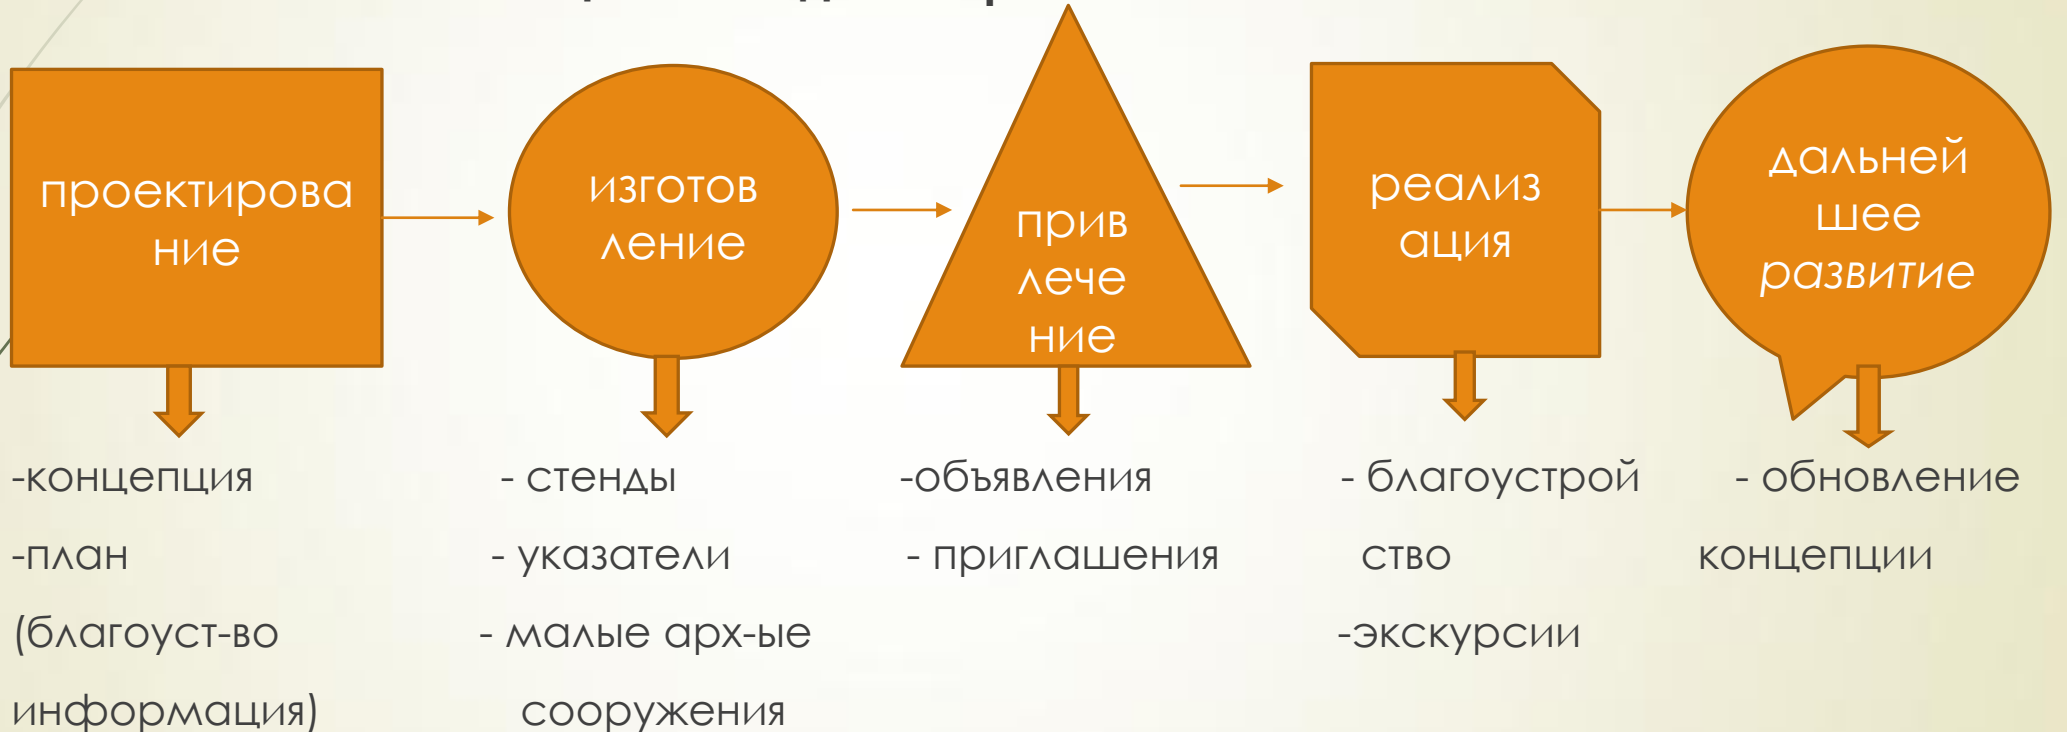 проектирова
ние
изготов
ление
прив
лече
ние
реализ
ация
дальней
шее
развитие
-концепция
- стенды
-объявления
- благоустрой
- обновление
-план
- указатели
- приглашения
ство
концепции
(благоуст-во
- малые арх-ые
-экскурсии
информация)
сооружения